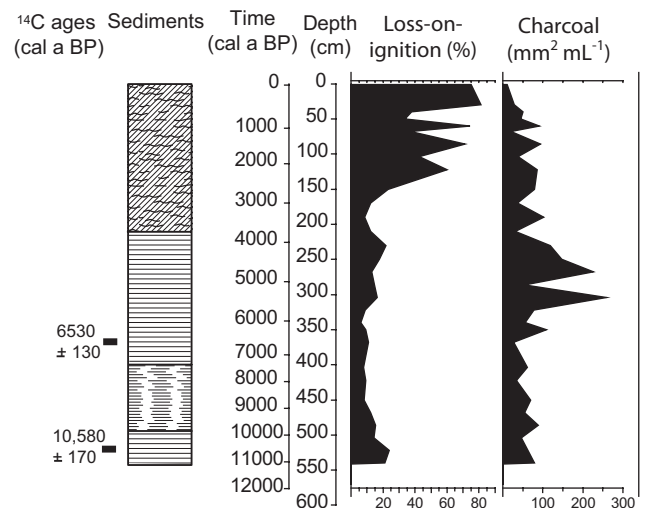 ¹⁴C ages
(cal a BP)
Sediments
Time
(cal a BP)
Depth
(cm)
Loss-on-
ignition (%)
Charcoal
(mm² mL⁻¹)
6530
± 130
10,580
± 170
0
1000
2000
3000
4000
5000
6000
7000
8000
9000
10000
11000
12000
0
50
100
150
200
250
300
350
400
450
500
550
600
20 40 60 80
100 200 300